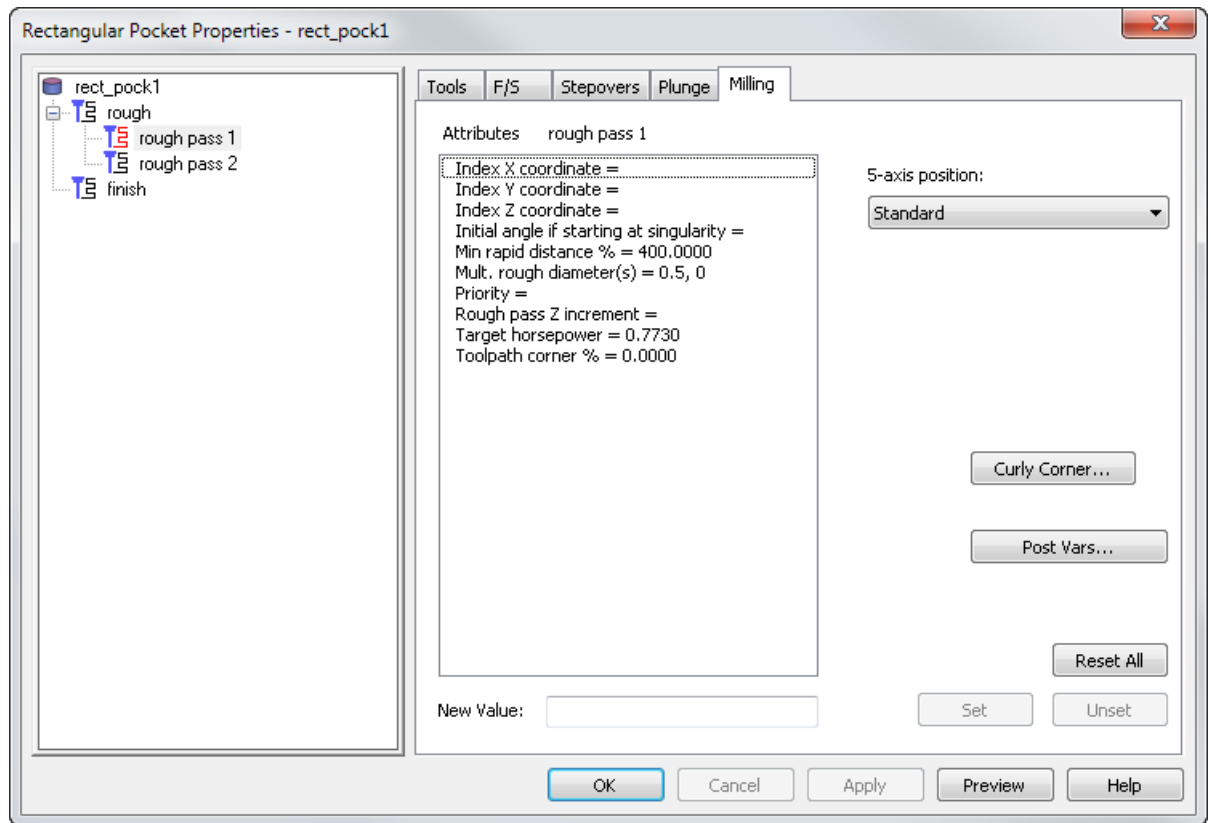 Rectangular Pocket Properties - rect_pock1
rect_pock1
rough
rough pass 1
rough pass 2
finish
Tools F/S Stepovers Plunge Milling
Attributes rough pass 1
Index X coordinate =
Index Y coordinate =
Index Z coordinate =
Initial angle if starting at singularity =
Min rapid distance % = 400.0000
Mult. rough diameter(s) = 0.5, 0
Priority =
Rough pass Z increment =
Target horsepower = 0.7730
Toolpath corner % = 0.0000
5-axis position:
Standard
Curly Corner...
Post Vars...
Reset All
New Value:
Set Unset
OK Cancel Apply Preview Help